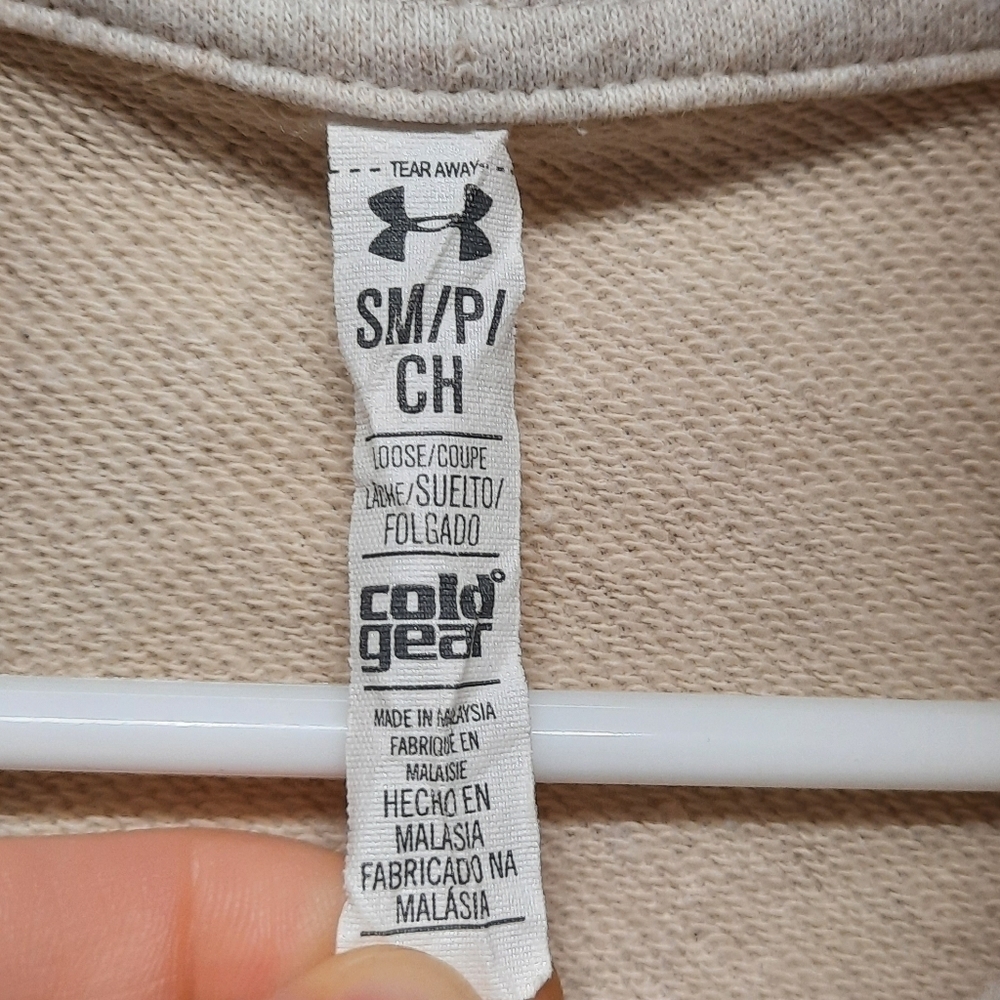 TEAR AWAY
SM/P/
CH
LOOSE/COUPE
LÂCHE/SUELTO/
FOLGADO
cold°
gear
MADE IN MALAYSIA
FABRIQUÉ EN
MALAISIE
HECHO EN
MALASIA
FABRICADO NA
MALÁSIA